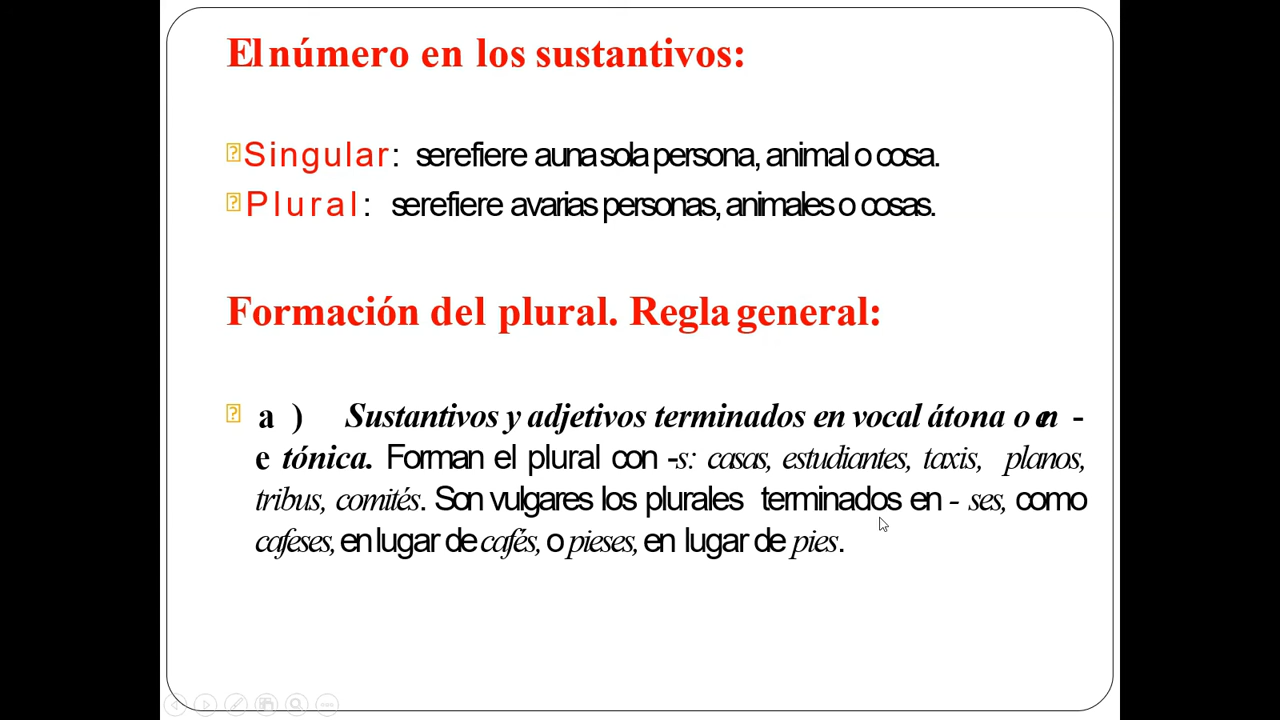 El número en los sustantivos:
Singular: se refiere a una sola persona, animal o cosa.
Plural: se refiere a varias personas, animales o cosas.
Formación del plural. Regla general:
a ) Sustantivos y adjetivos terminados en vocal átona o en -
e tónica. Forman el plural con -s: casas, estudiantes, taxis, planos,
tribus, comités. Son vulgares los plurales terminados en - ses, como
cafeses, en lugar de cafés, o pieses, en lugar de pies.